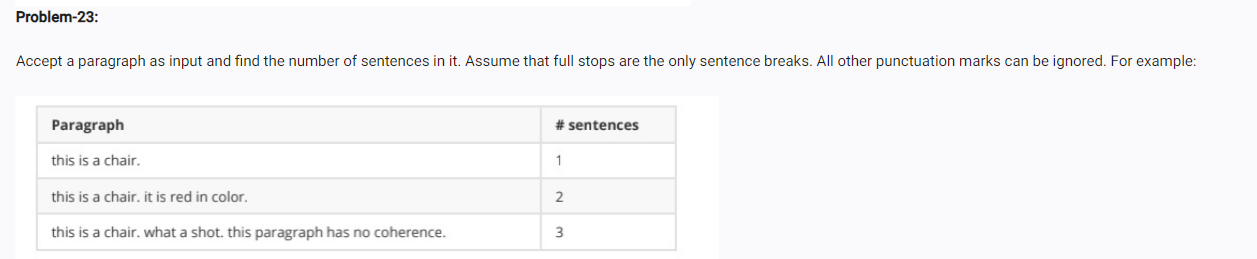 Problem-23:
Accept a paragraph as input and find the number of sentences in it. Assume that full stops are the only sentence breaks. All other punctuation marks can be ignored. For example:
Paragraph # sentences
this is a chair. 1
this is a chair. it is red in color. 2
this is a chair. what a shot. this paragraph has no coherence. 3